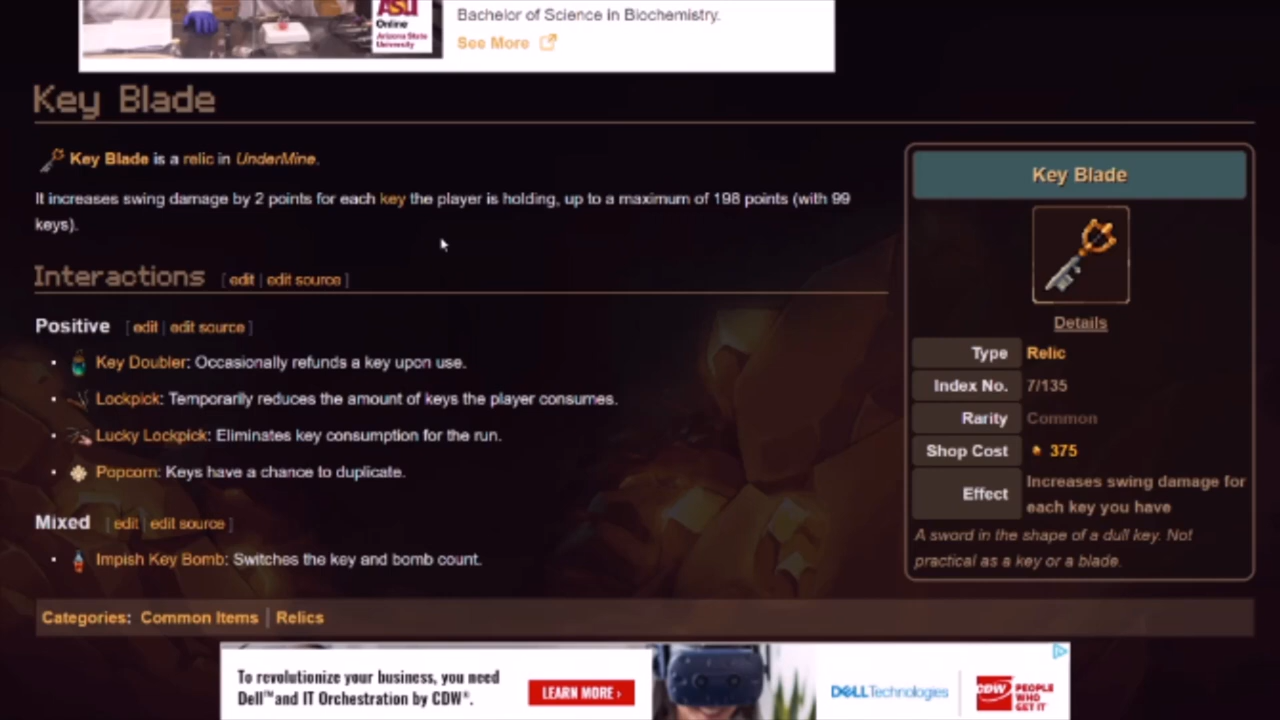 ASU
Online
Arizona State
University
Bachelor of Science in Biochemistry.
See More
Key Blade
Key Blade is a relic in UnderMine.
It increases swing damage by 2 points for each key the player is holding, up to a maximum of 198 points (with 99
keys).
Interactions [ edit | edit source ]
Positive [ edit | edit source ]
Key Doubler: Occasionally refunds a key upon use.
Lockpick: Temporarily reduces the amount of keys the player consumes.
Lucky Lockpick: Eliminates key consumption for the run.
Popcorn: Keys have a chance to duplicate.
Mixed [ edit | edit source ]
Impish Key Bomb: Switches the key and bomb count.
Key Blade
Details
Type Relic
Index No. 7/135
Rarity Common
Shop Cost 375
Effect Increases swing damage for
each key you have
A sword in the shape of a dull key. Not
practical as a key or a blade.
Categories: Common Items | Relics
To revolutionize your business, you need
Dell™ and IT Orchestration by CDW®.
LEARN MORE ›
DELLTechnologies
CDW
PEOPLE
WHO
GET IT